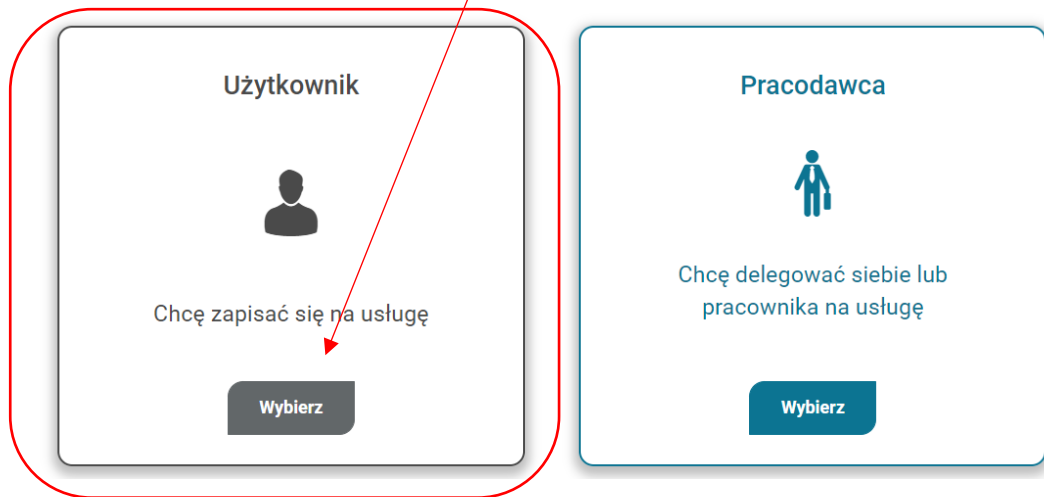 Użytkownik
Chcę zapisać się na usługę
Wybierz
Pracodawca
Chcę delegować siebie lub
pracownika na usługę
Wybierz